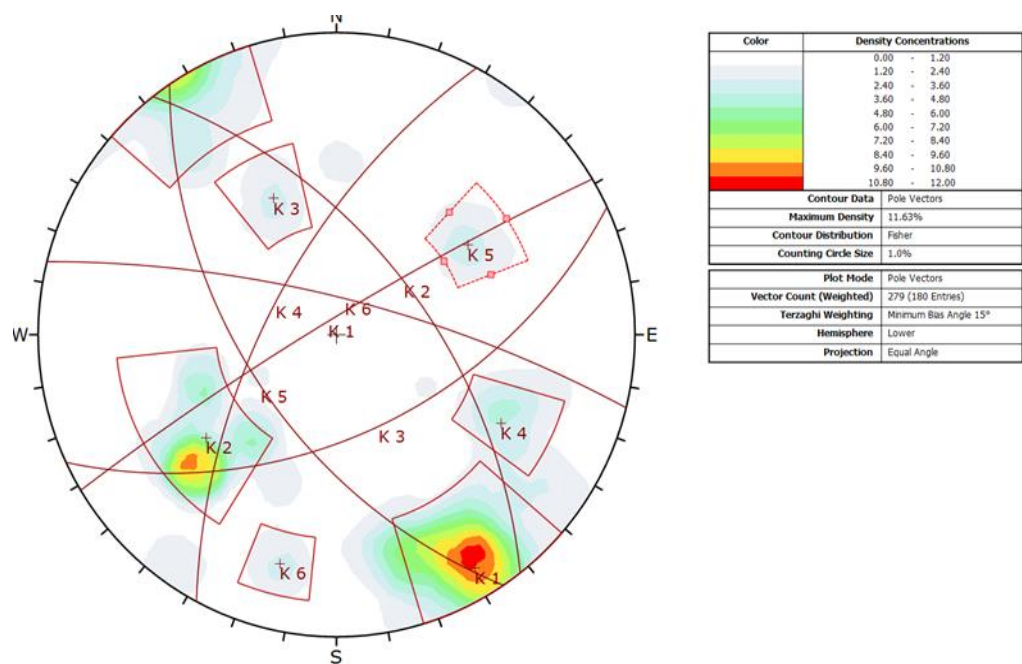 N
K 3
K 5
K 2
K 4
K 6
W
K 1
E
K 5
K 3
K 4
K 2
K 6
K 1
S
Color Density Concentrations
0.00 - 1.20
1.20 - 2.40
2.40 - 3.60
3.60 - 4.80
4.80 - 6.00
6.00 - 7.20
7.20 - 8.40
8.40 - 9.60
9.60 - 10.80
10.80 - 12.00
Contour Data Pole Vectors
Maximum Density 11.63%
Contour Distribution Fisher
Counting Circle Size 1.0%
Plot Mode Pole Vectors
Vector Count (Weighted) 279 (180 Entries)
Terzaghi Weighting Minimum Bias Angle 15°
Hemisphere Lower
Projection Equal Angle